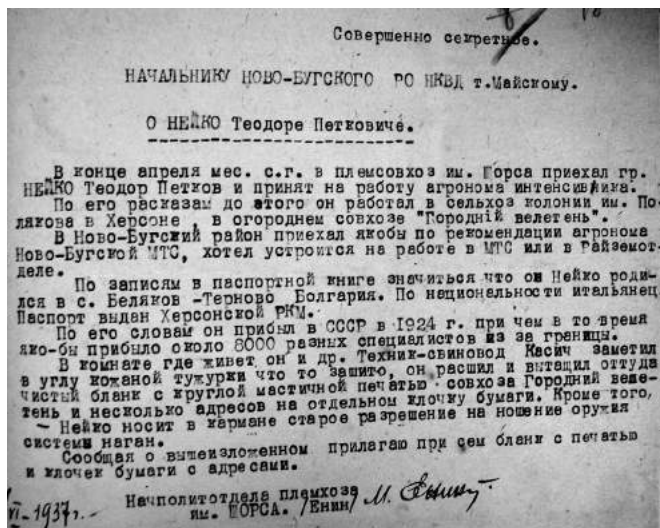 Совершенно секретное.
НАЧАЛЬНИКУ НОВО-БУГСКОГО РО НКВД т.Майскому.
О НЕЙКО Теодоре Петковиче.
В конце апреля мес. с.г. в племсовхоз им. Горса приехал гр.
НЕЙКО Теодор Петков и принят на работу агронома интенсивника.
По его расказам до этого он работал в сельхоз колонии им. По-
лякова в Херсоне , в огороднем совхозе "Городнiй велетень".
В Ново-Бугский район приехал якобы по рекомендации агронома
Ново-Бугской МТС, хотел устроится на работе в МТС или в Райземот-
деле.
По записям в паспортной книге значиться что он Нейко роди-
лся в с. Беляков -Терново Болгария. По национальности итальянец.
Паспорт выдан Херсонской РКМ.
По его словам он прибыл в СССР в 1924 г. при чем в то время
яко-бы прибыло около 8000 разных специалистов из за границы.
В комнате где живет он и др. Техник-свиновод Касич заметил
в углу кожаной тужурки что то зашито, он расшил и вытащил оттуда
чистый бланк с круглой мастичной печатью совхоза Городний веле-
тень и несколько адресов на отдельном клочку бумаги. Кроме того,
– Нейко носит в кармане старое разрешение на ношение оружия
системы наган.
Сообщая о вышеизложенном прилагаю при сем бланк с печатью
и клочек бумаги с адресами.
Начполитотдела племхоза
им. ЩОРСА. /Енин/ М. Енин
VI-1937г.